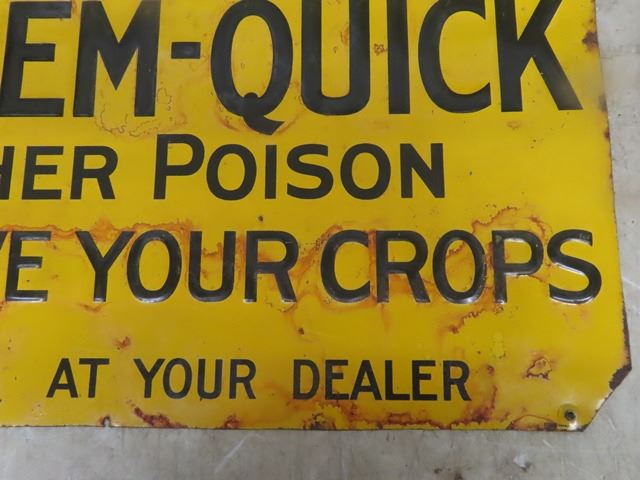 EM-QUICK
HER POISON
VE YOUR CROPS
AT YOUR DEALER